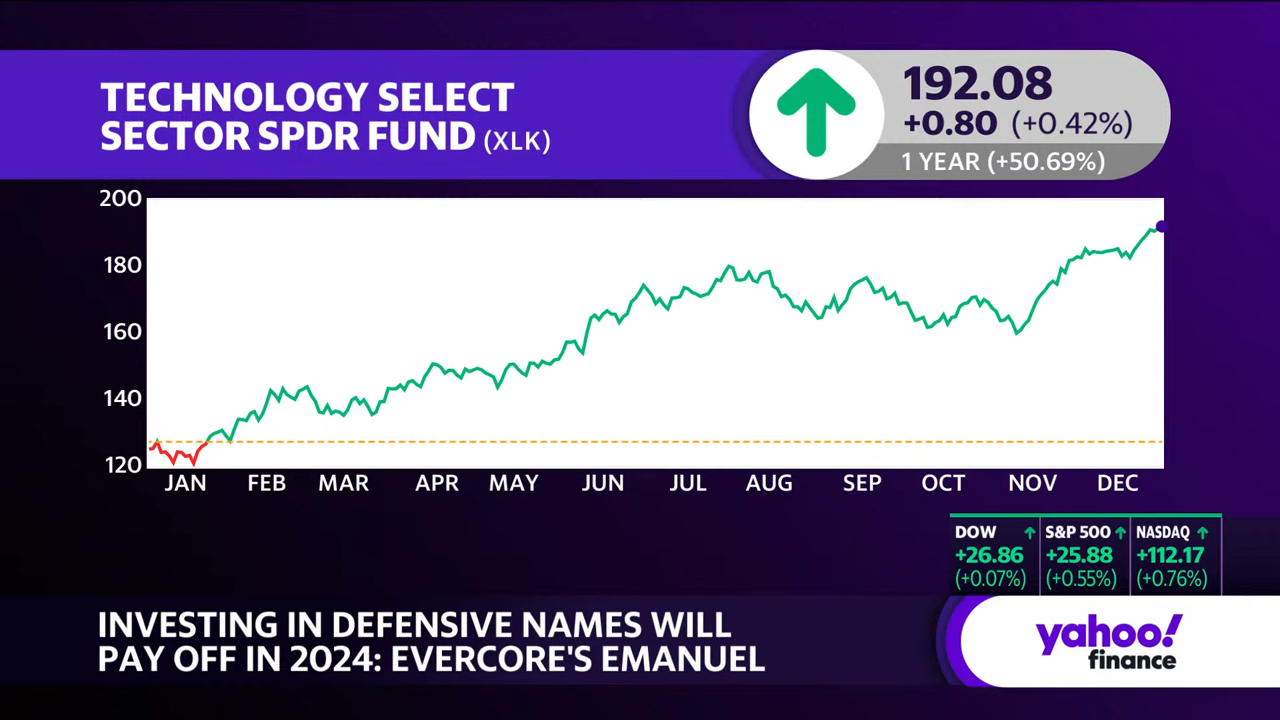 TECHNOLOGY SELECT
SECTOR SPDR FUND (XLK)
192.08
+0.80 (+0.42%)
1 YEAR (+50.69%)
200
180
160
140
120
JAN FEB MAR APR MAY JUN JUL AUG SEP OCT NOV DEC
DOW S&P 500 NASDAQ
+26.86 +25.88 +112.17
(+0.07%) (+0.55%) (+0.76%)
INVESTING IN DEFENSIVE NAMES WILL
PAY OFF IN 2024: EVERCORE'S EMANUEL
yahoo!
finance